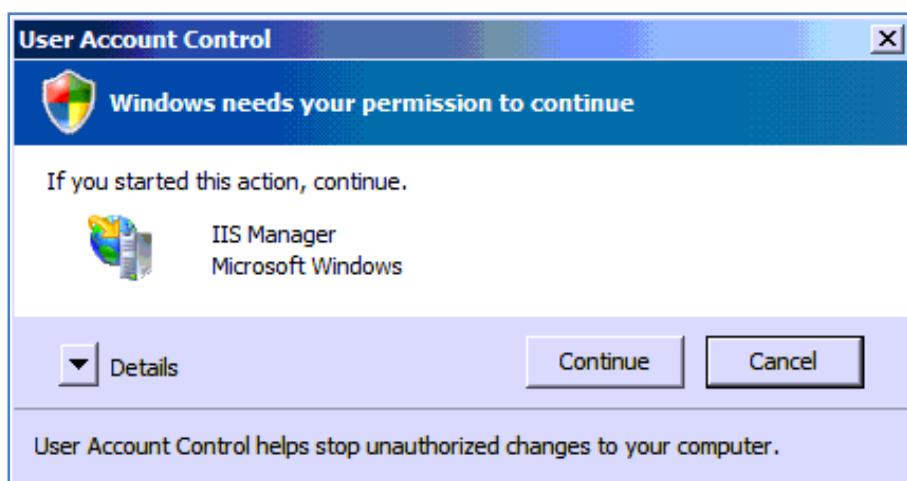 User Account Control
Windows needs your permission to continue
If you started this action, continue.
IIS Manager
Microsoft Windows
Details
Continue
Cancel
User Account Control helps stop unauthorized changes to your computer.